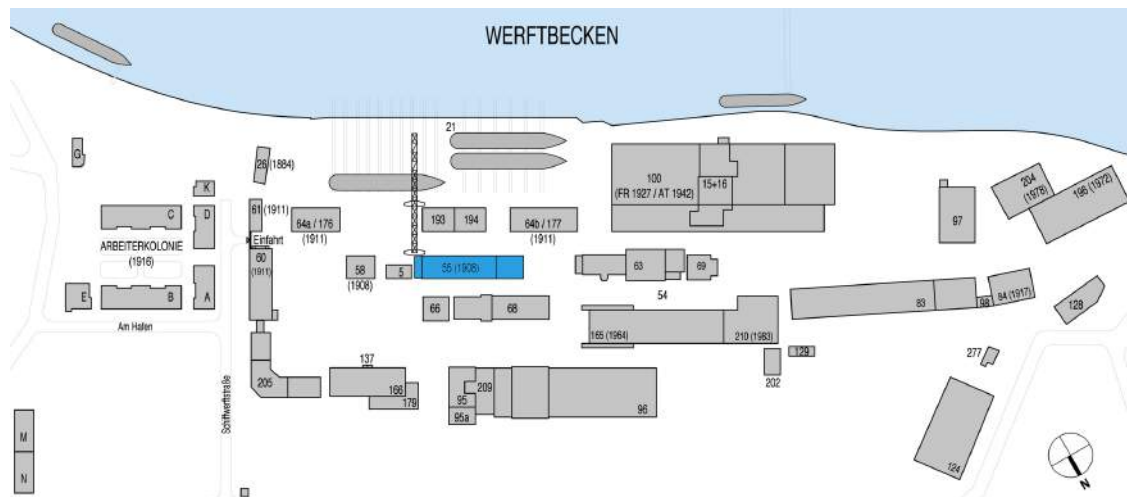 WERFTBECKEN
21
G
26 (1884)
K
100
(FR 1927 / AT 1942)
15+16
204
(1978)
196 (1972)
61 (1911)
C
D
64a / 176
(1911)
193
194
64b / 177
(1911)
97
Einfahrt
ARBEITERKOLONIE
(1916)
60
(1911)
58
(1908)
5
55 (1908)
63
69
54
E
B
A
66
68
83
98
84 (1917)
128
Am Hafen
165 (1964)
210 (1983)
129
202
277
137
205
166
179
95
209
95a
96
Schiffwerftstraße
M
N
124
N